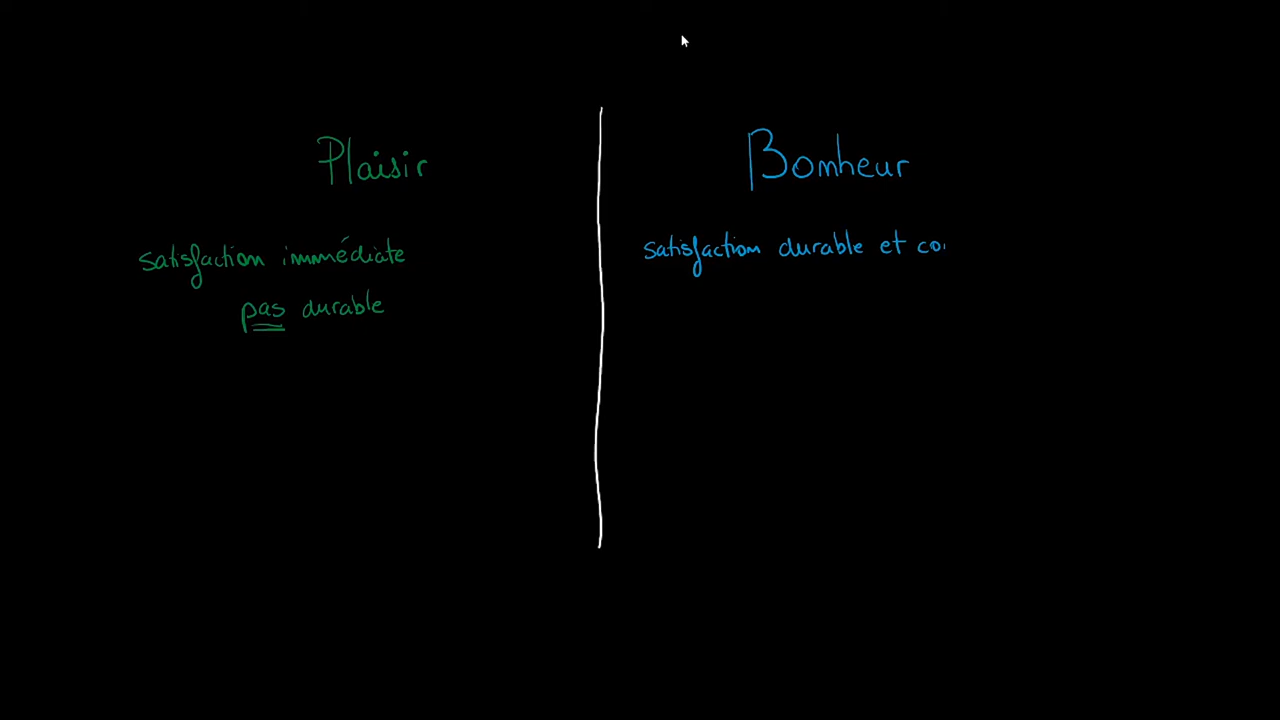 Plaisir
satisfaction immédiate
pas durable
Bonheur
satisfaction durable et